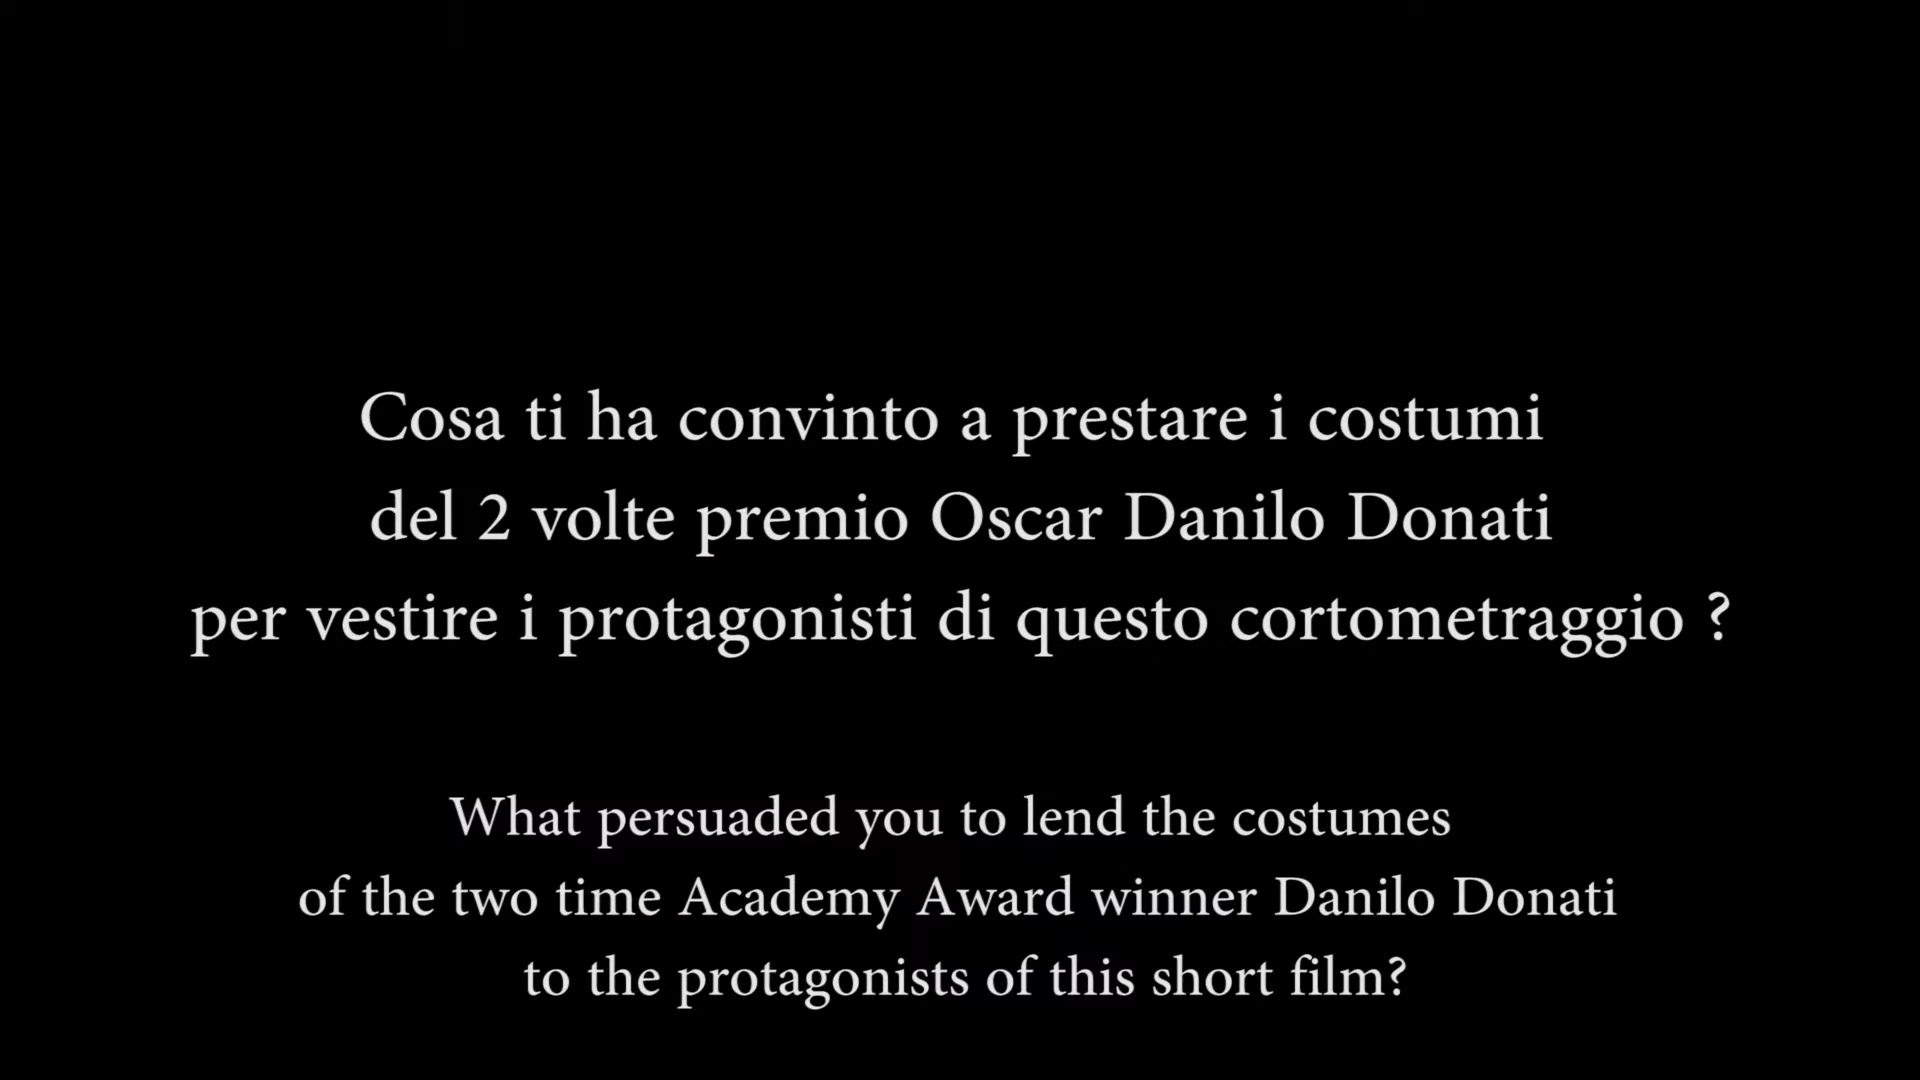 Cosa ti ha convinto a prestare i costumi
del 2 volte premio Oscar Danilo Donati
per vestire i protagonisti di questo cortometraggio ?
What persuaded you to lend the costumes
of the two time Academy Award winner Danilo Donati
to the protagonists of this short film?